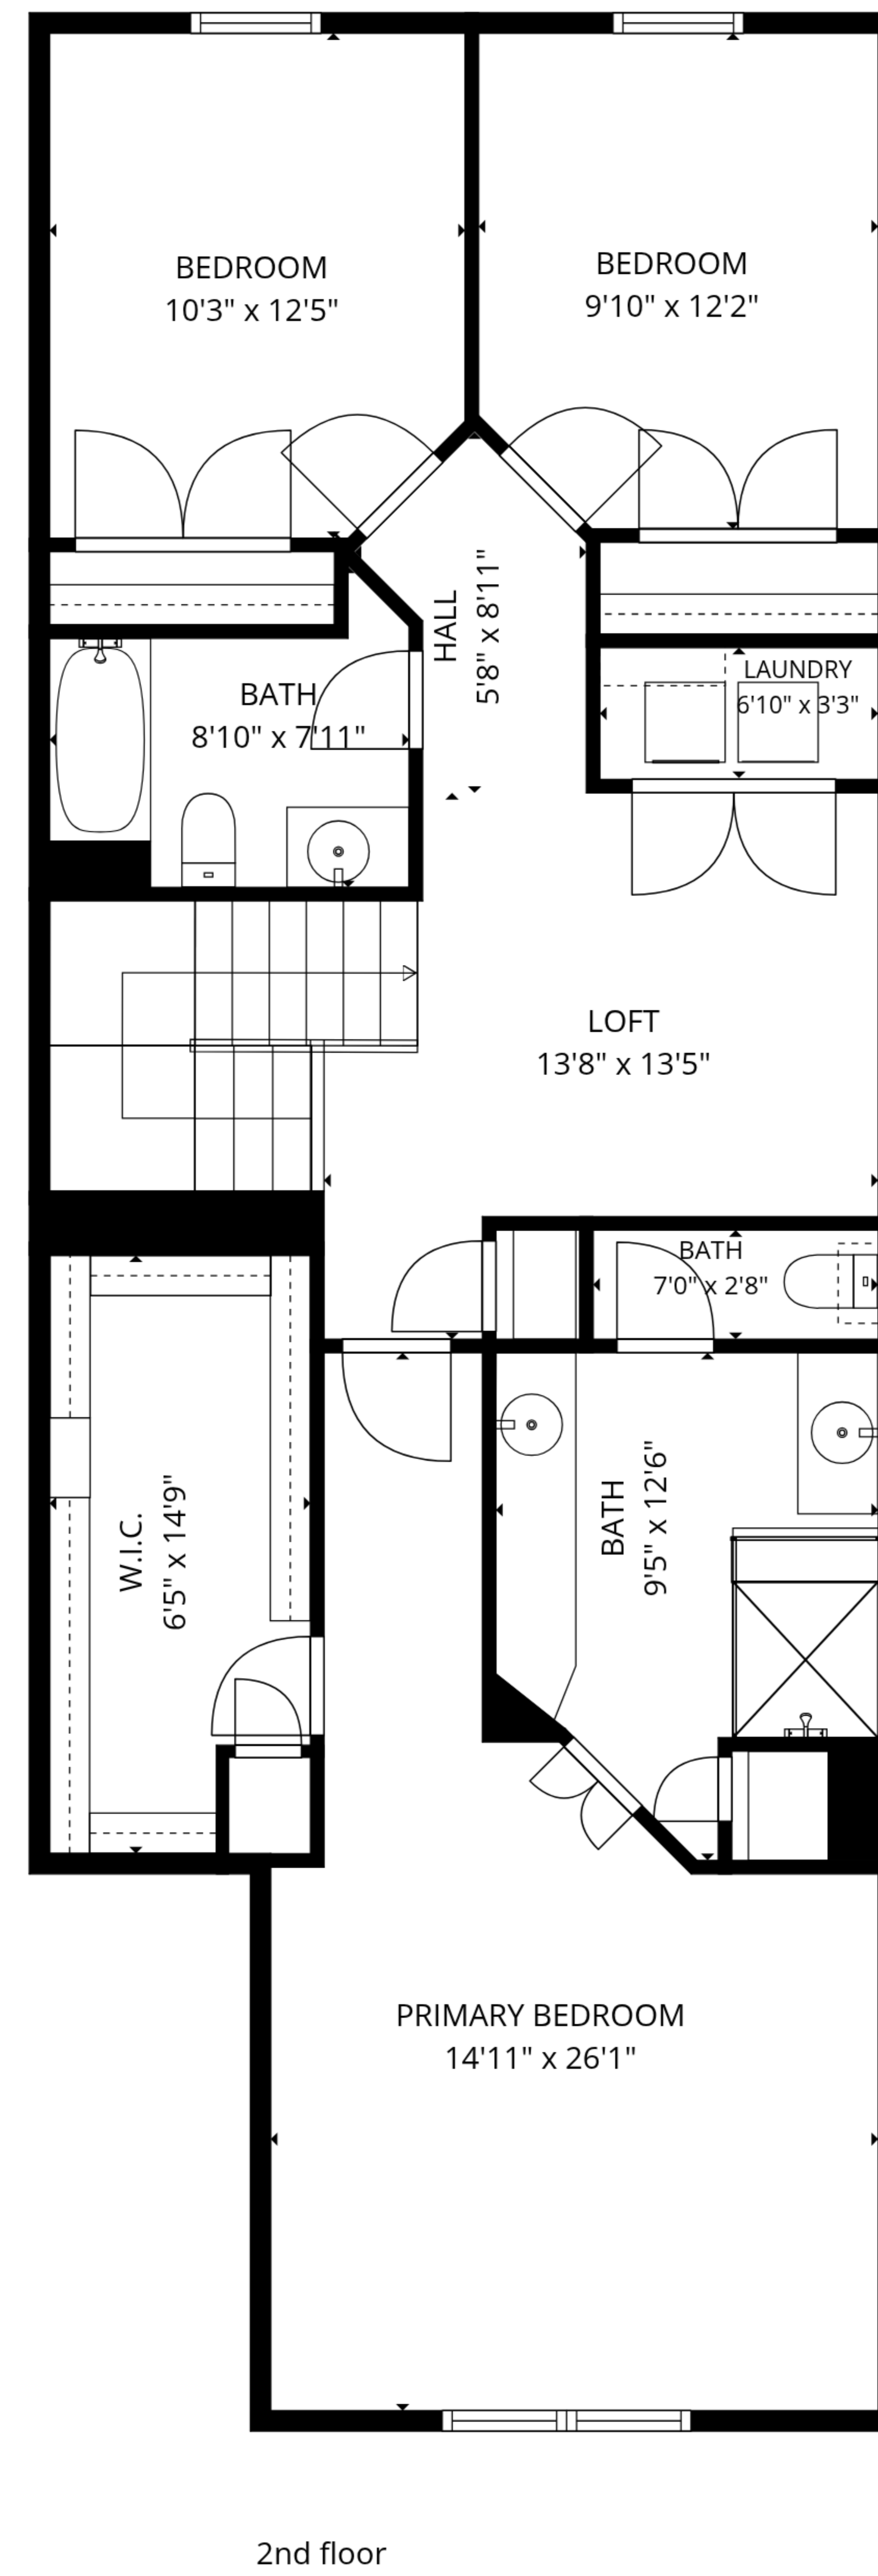 BEDROOM
10'3" x 12'5"
BEDROOM
9'10" x 12'2"
HALL
5'8" x 8'11"
LAUNDRY
6'10" x 3'3"
BATH
8'10" x 7'11"
LOFT
13'8" x 13'5"
BATH
7'0" x 2'8"
W.I.C.
6'5" x 14'9"
BATH
9'5" x 12'6"
PRIMARY BEDROOM
14'11" x 26'1"
2nd floor